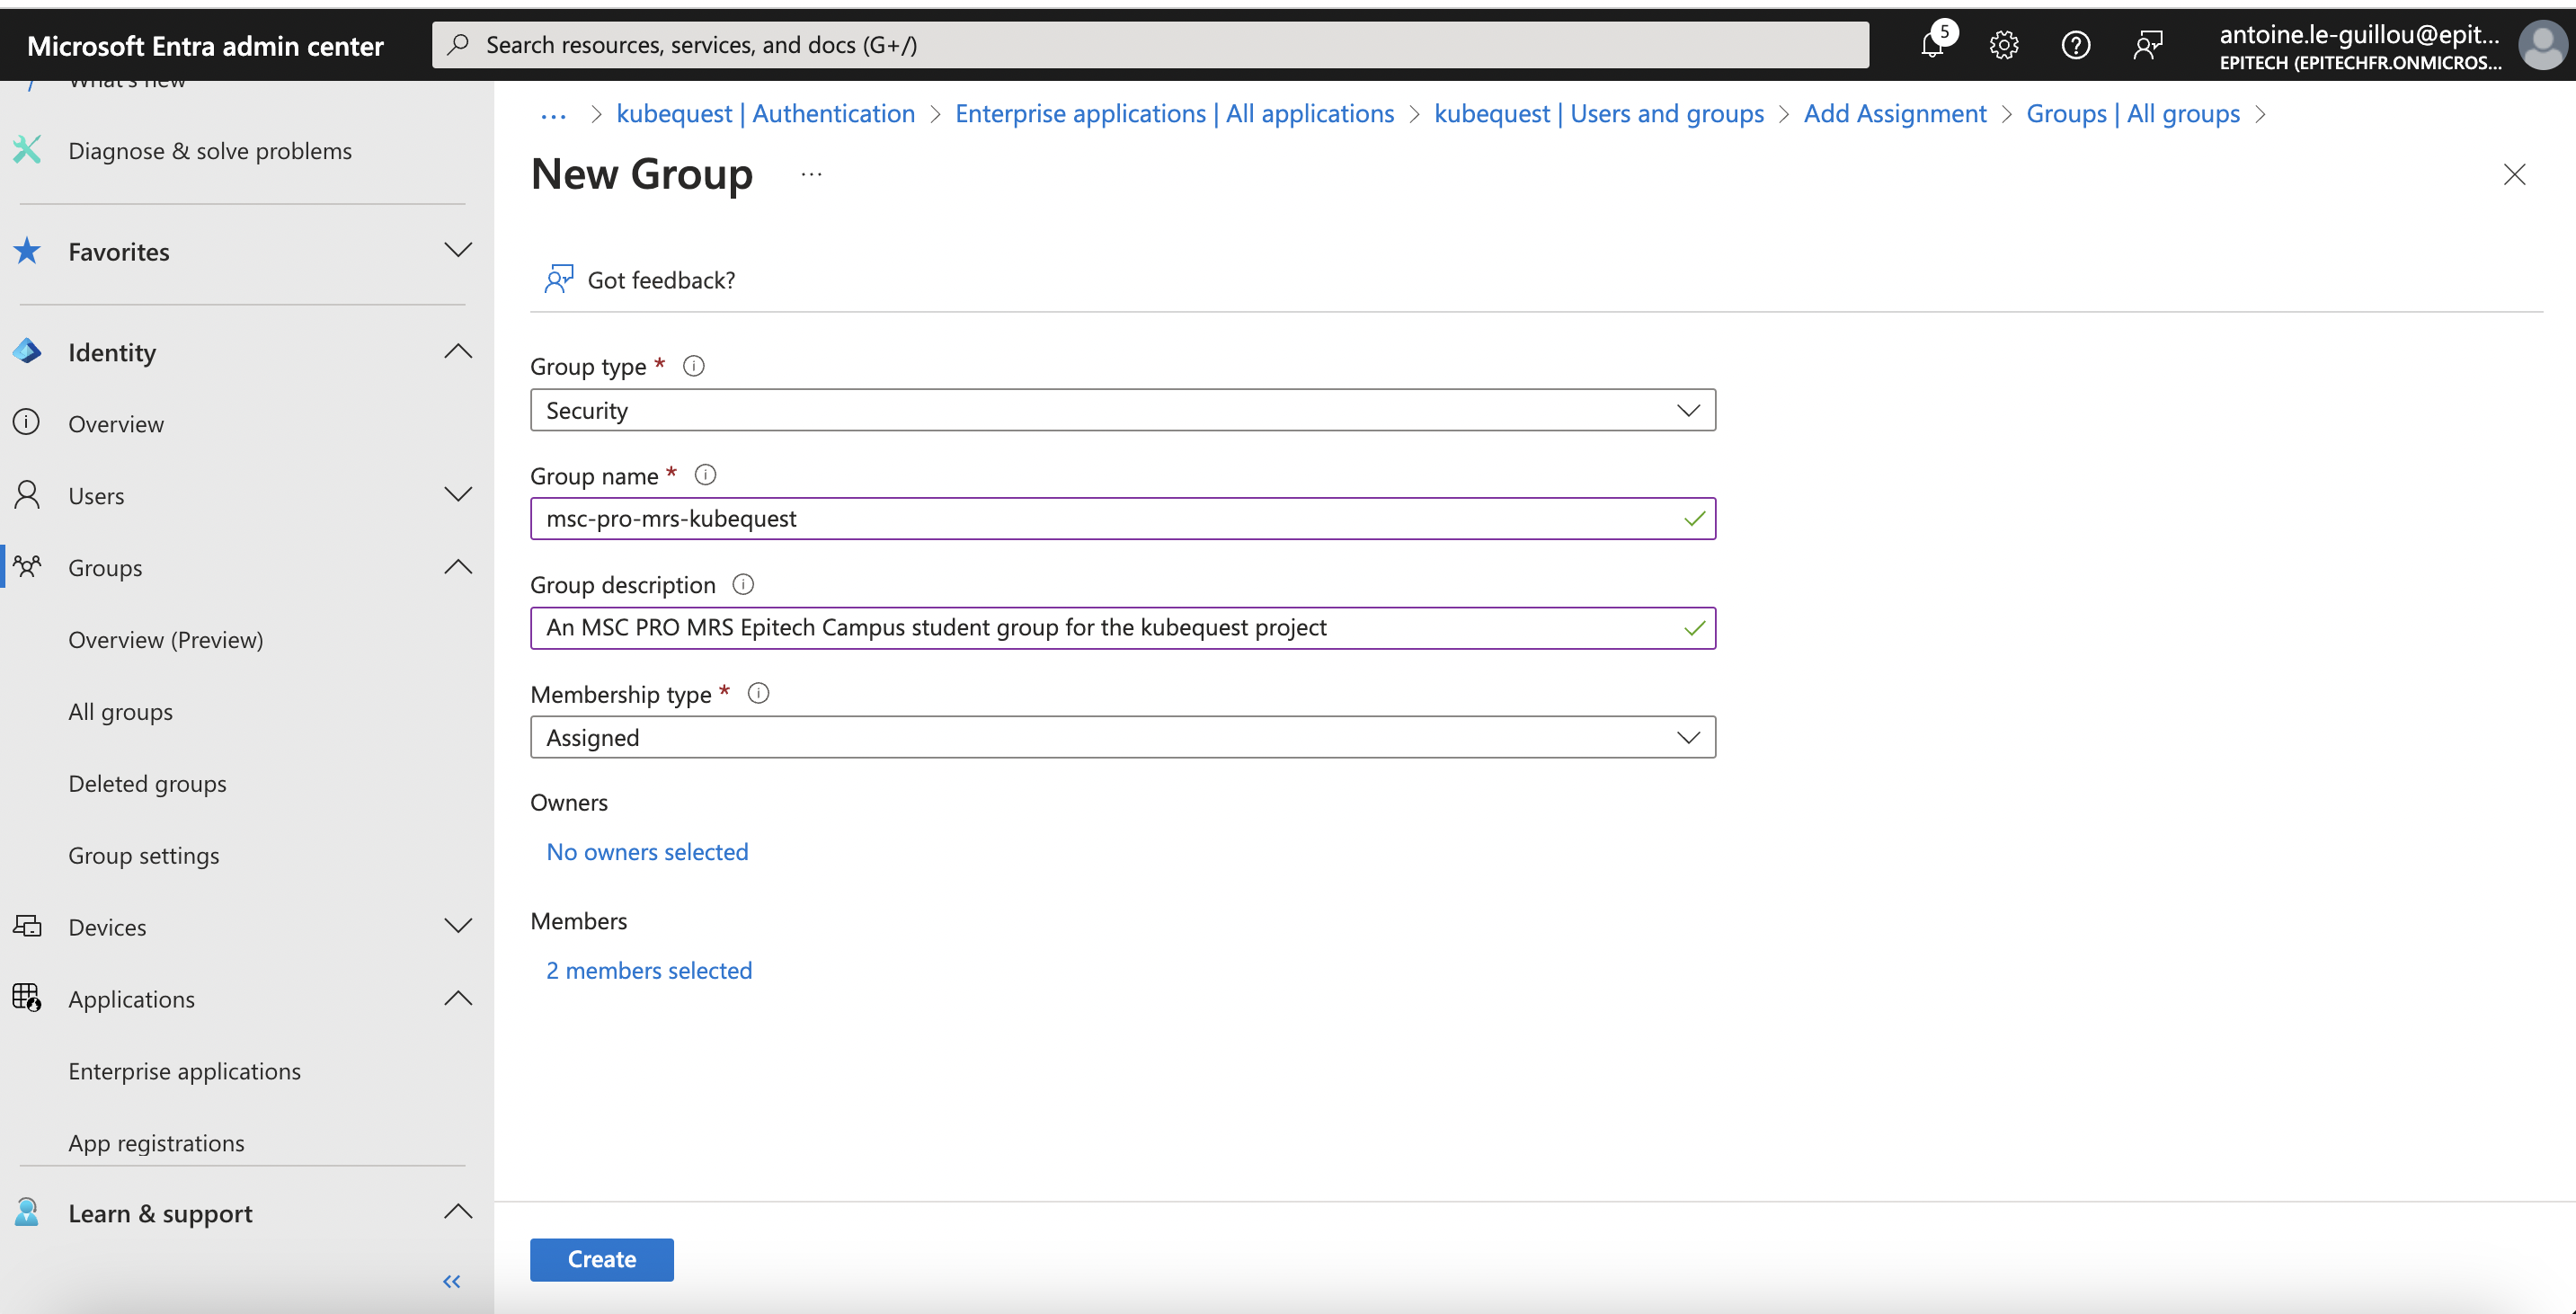 Microsoft Entra admin center
Search resources, services, and docs (G+/)
5
antoine.le-guillou@epit...
EPITECH (EPITECHFR.ONMICROS...
What's new
Diagnose & solve problems
Favorites
Identity
Overview
Users
Groups
Overview (Preview)
All groups
Deleted groups
Group settings
Devices
Applications
Enterprise applications
App registrations
Learn & support
... > kubequest | Authentication > Enterprise applications | All applications > kubequest | Users and groups > Add Assignment > Groups | All groups >
New Group ...
Got feedback?
Group type *
Security
Group name *
msc-pro-mrs-kubequest
Group description
An MSC PRO MRS Epitech Campus student group for the kubequest project
Membership type *
Assigned
Owners
No owners selected
Members
2 members selected
Create